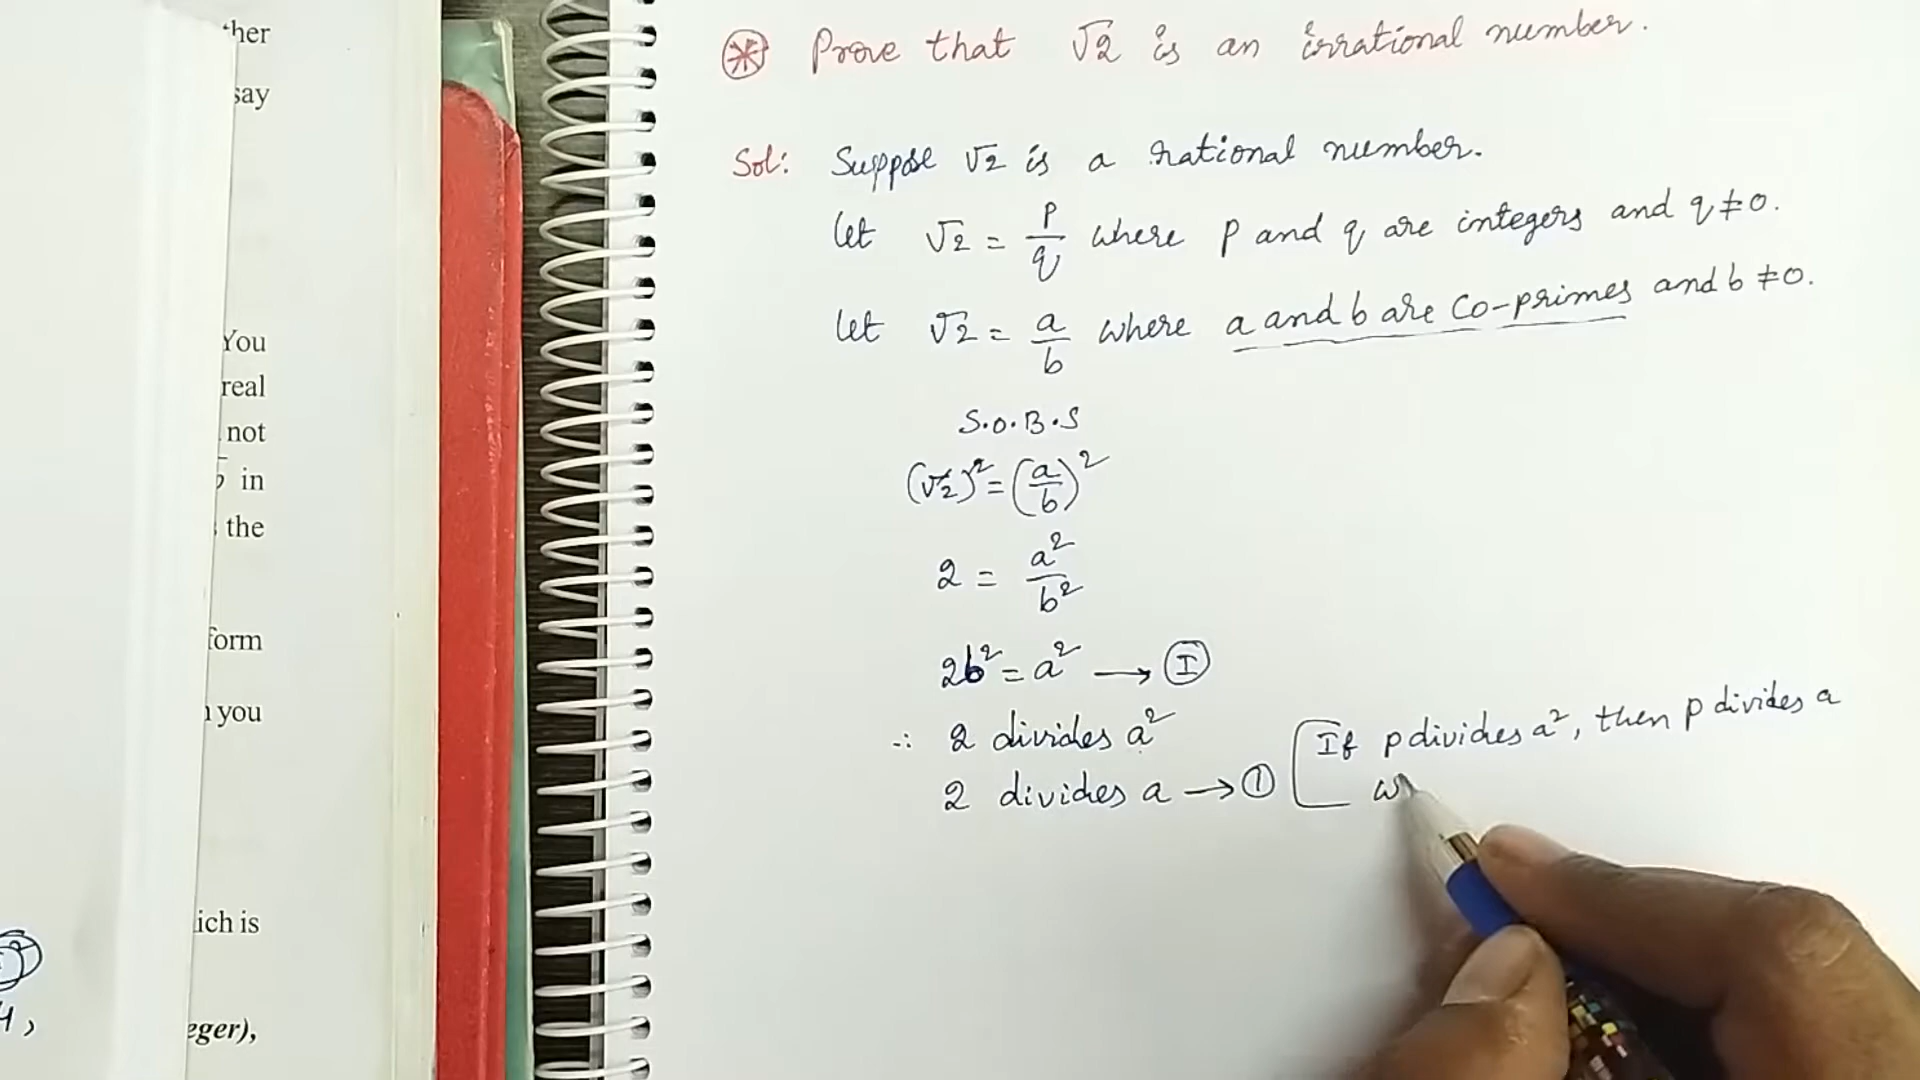 ther
say
You
real
not
in
the
form
you
ich is
eger),
Prove that √2 is an irrational number.
Sol: Suppose √2 is a rational number.
Let √2 = p/q where p and q are integers and q ≠ 0.
Let √2 = a/b where a and b are Co-primes and b ≠ 0.
S.O.B.S
(√2)² = (a/b)²
2 = a²/b²
2b² = a² → Ⓘ
∴ 2 divides a²
2 divides a → ① [If p divides a², then p divides a
w